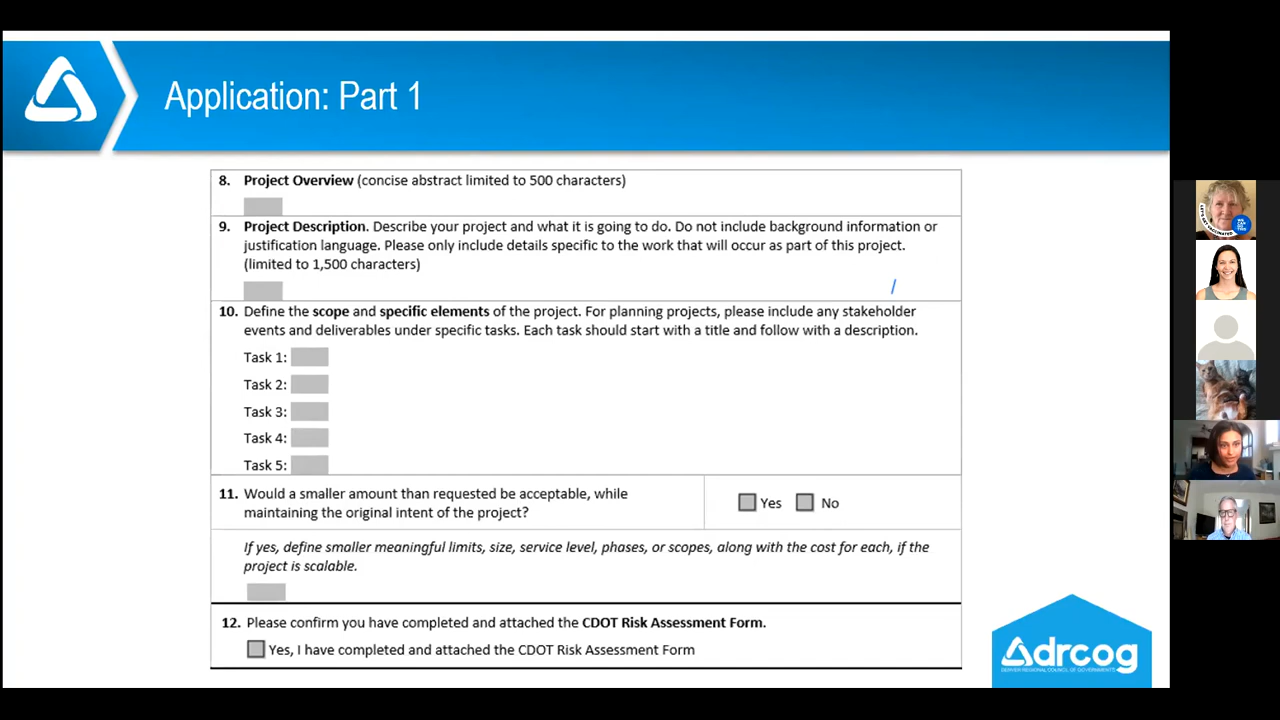 Application: Part 1
8. Project Overview (concise abstract limited to 500 characters)
9. Project Description. Describe your project and what it is going to do. Do not include background information or
justification language. Please only include details specific to the work that will occur as part of this project.
(limited to 1,500 characters)
10. Define the scope and specific elements of the project. For planning projects, please include any stakeholder
events and deliverables under specific tasks. Each task should start with a title and follow with a description.
Task 1:
Task 2:
Task 3:
Task 4:
Task 5:
11. Would a smaller amount than requested be acceptable, while
maintaining the original intent of the project?
Yes No
If yes, define smaller meaningful limits, size, service level, phases, or scopes, along with the cost for each, if the
project is scalable.
12. Please confirm you have completed and attached the CDOT Risk Assessment Form.
Yes, I have completed and attached the CDOT Risk Assessment Form
drcog
DENVER REGIONAL COUNCIL OF GOVERNMENTS